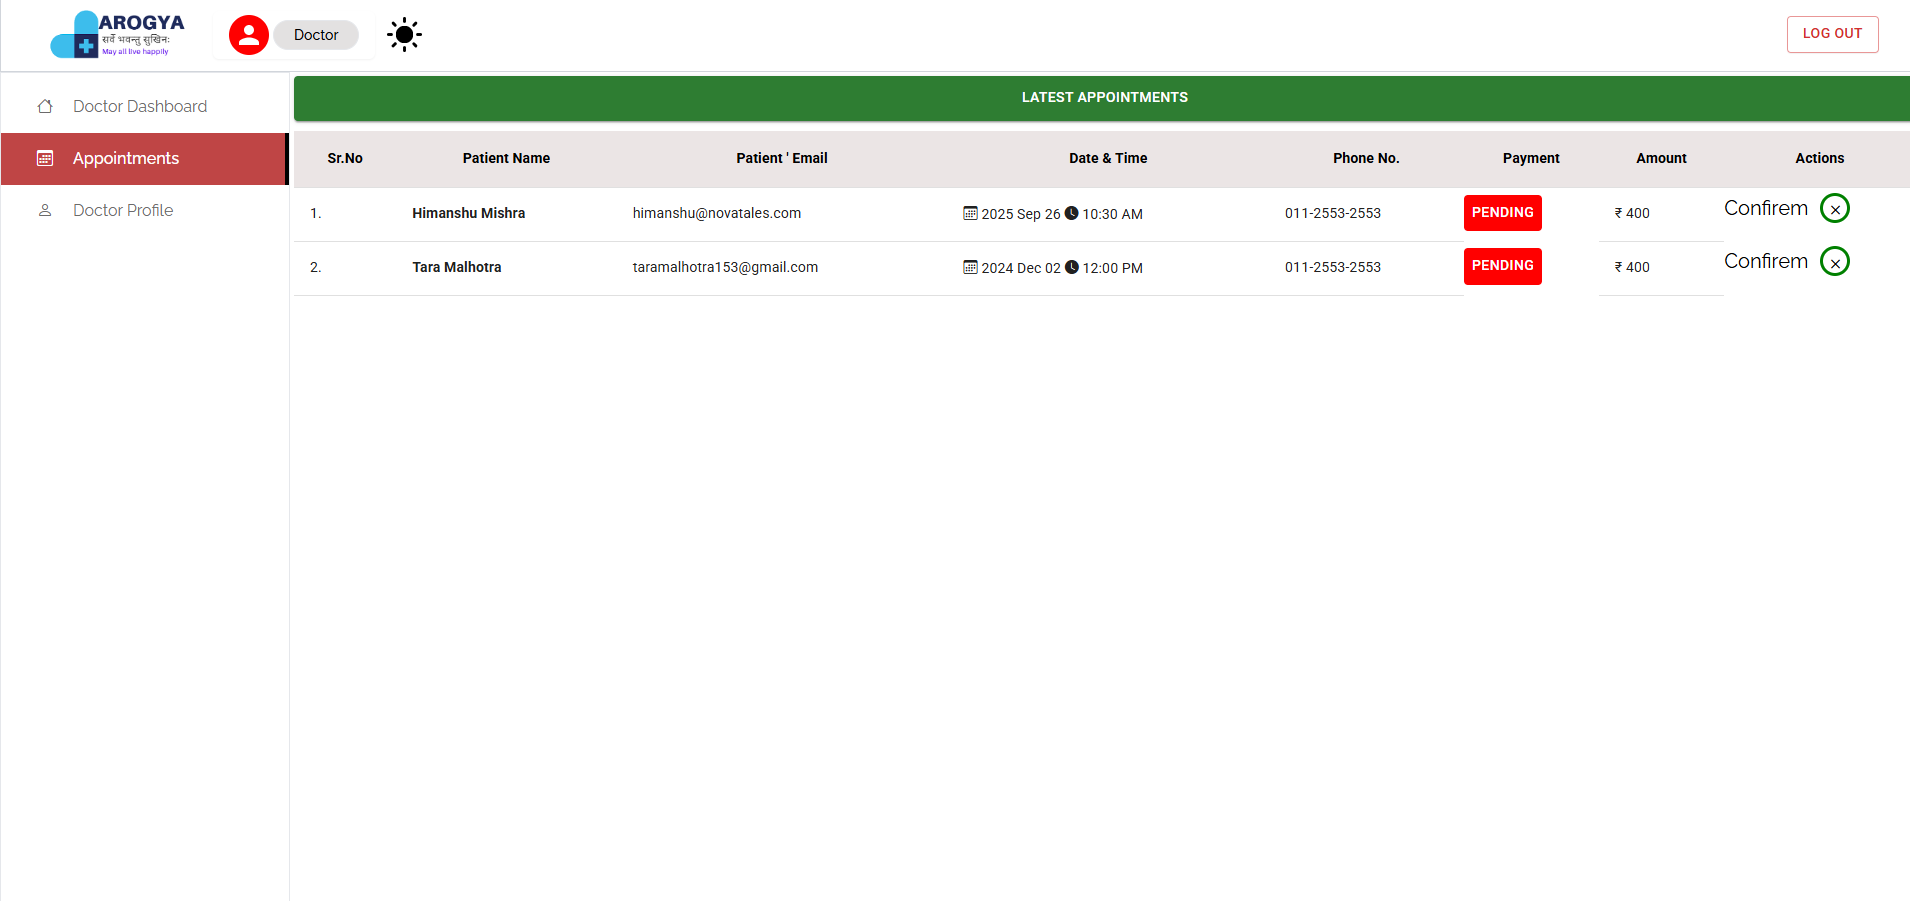 AROGYA
सर्वे भवन्तु सुखिनः
May all live happily
Doctor
LOG OUT
Doctor Dashboard
Appointments
Doctor Profile
LATEST APPOINTMENTS
Sr.No Patient Name Patient ' Email Date & Time Phone No. Payment Amount Actions
1. Himanshu Mishra himanshu@novatales.com 2025 Sep 26 10:30 AM 011-2553-2553 PENDING ₹ 400 Confirem
2. Tara Malhotra taramalhotra153@gmail.com 2024 Dec 02 12:00 PM 011-2553-2553 PENDING ₹ 400 Confirem